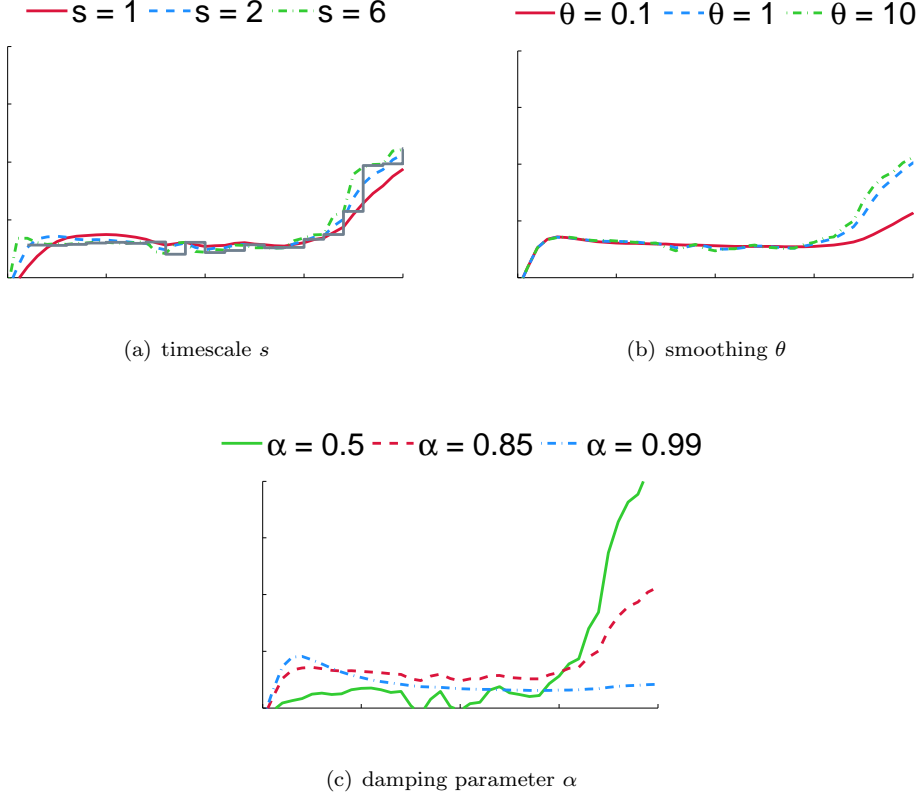 s = 1 s = 2 s = 6
θ = 0.1 θ = 1 θ = 10
(a) timescale s
(b) smoothing θ
α = 0.5 α = 0.85 α = 0.99
(c) damping parameter α